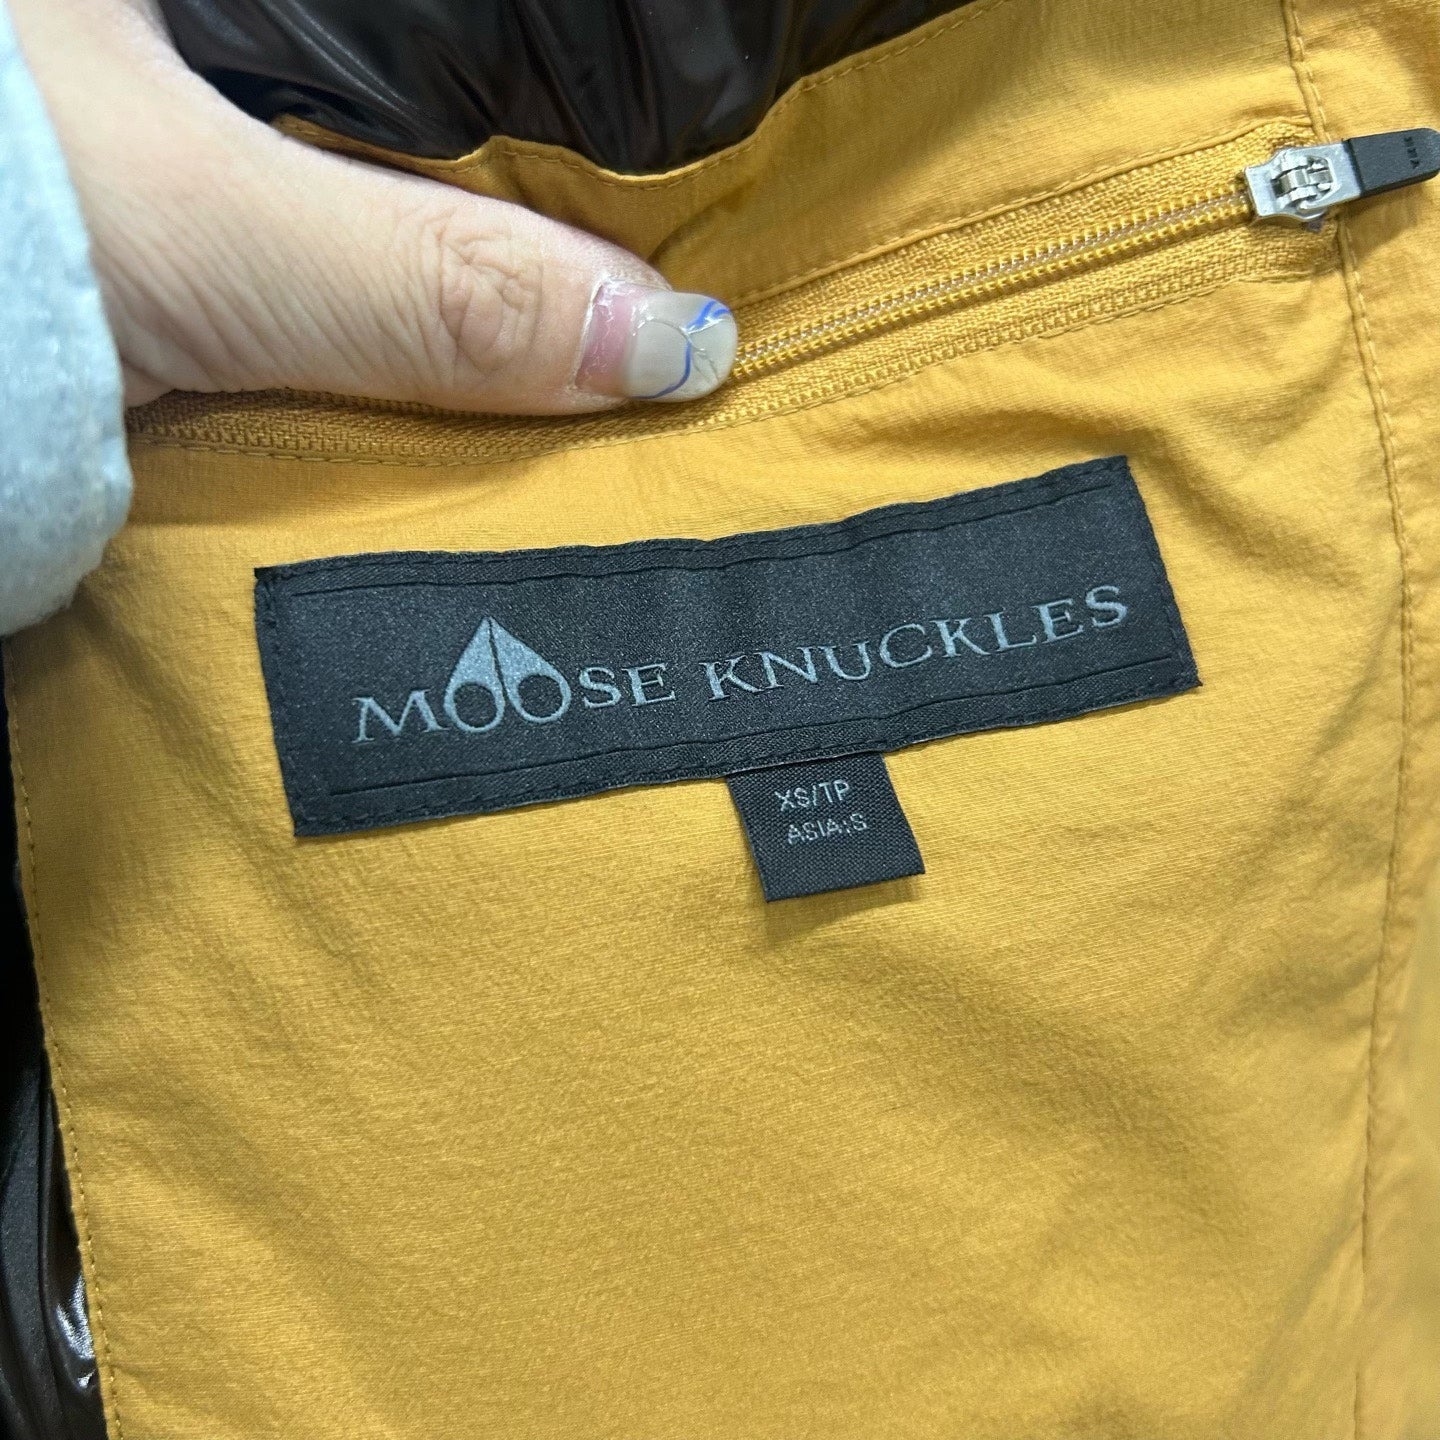 MOOSE KNUCKLES
XS/TP
ASIA:S